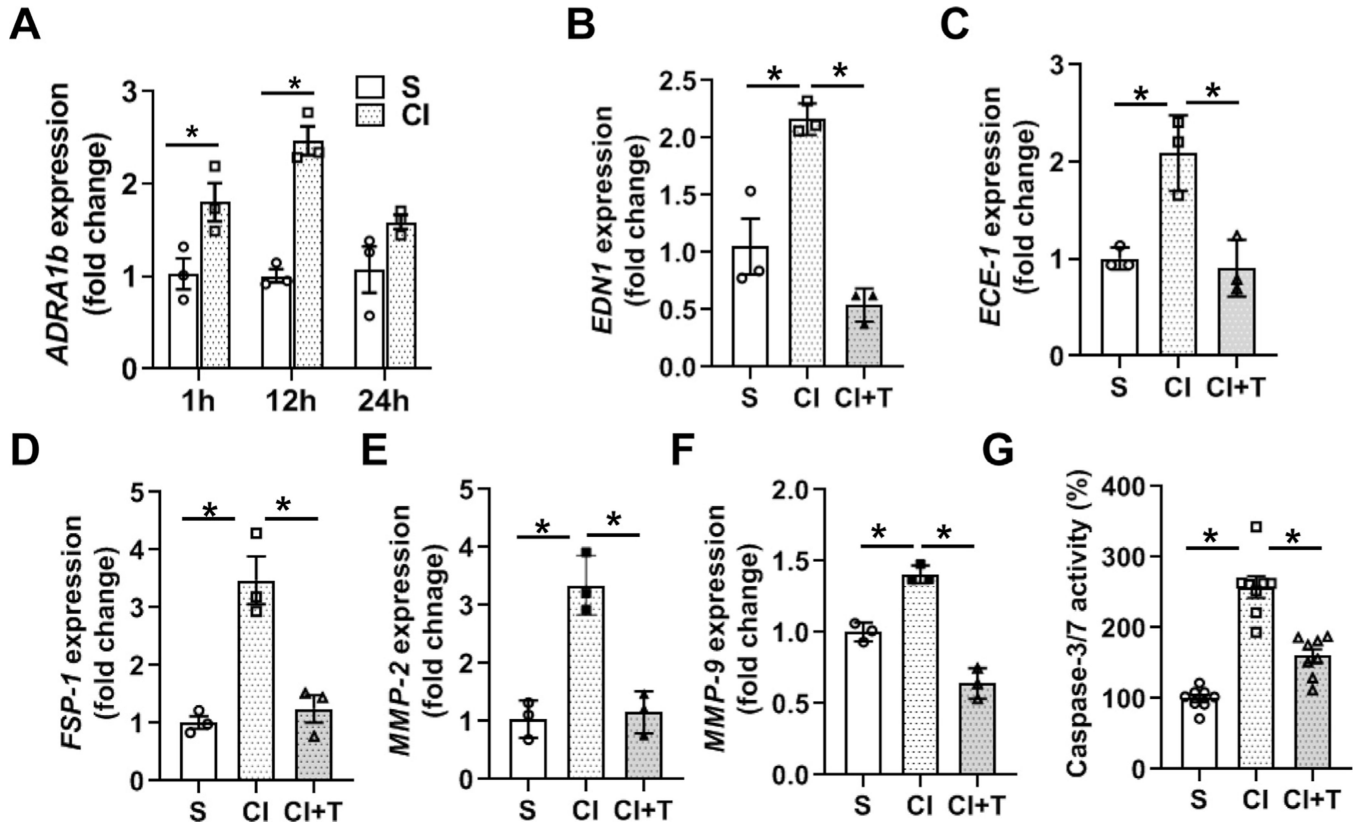 A
ADRA1b expression
(fold change)
3
2
1
0
*
*
S
CI
1h
12h
24h
B
EDN1 expression
(fold change)
2.5
2.0
1.5
1.0
0.5
0.0
*
*
S
CI
CI+T
C
ECE-1 expression
(fold change)
3
2
1
0
*
*
S
CI
CI+T
D
FSP-1 expression
(fold change)
5
4
3
2
1
0
*
*
S
CI
CI+T
E
MMP-2 expression
(fold chnage)
5
4
3
2
1
0
*
*
S
CI
CI+T
F
MMP-9 expression
(fold change)
2.0
1.5
1.0
0.5
0.0
*
*
S
CI
CI+T
G
Caspase-3/7 activity (%)
400
300
200
100
0
*
*
S
CI
CI+T